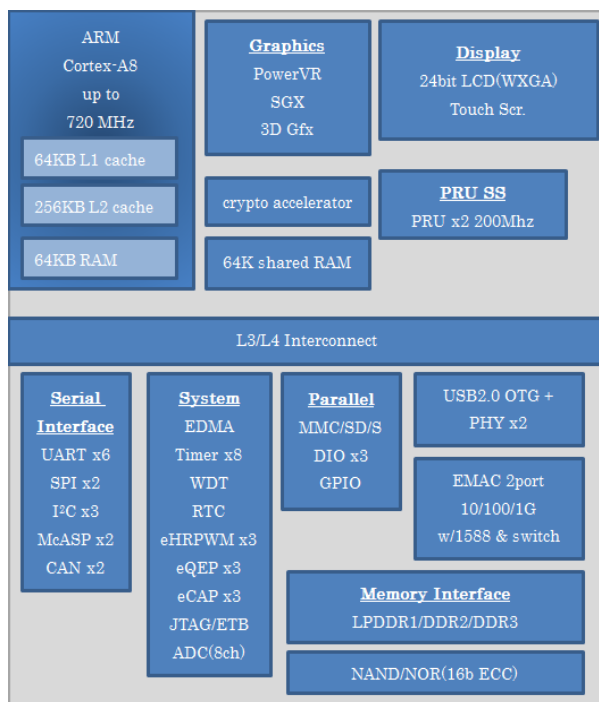 ARM
Cortex-A8
up to
720 MHz
64KB L1 cache
256KB L2 cache
64KB RAM
Graphics
PowerVR
SGX
3D Gfx
Display
24bit LCD(WXGA)
Touch Scr.
crypto accelerator
PRU SS
PRU x2 200Mhz
64K shared RAM
L3/L4 Interconnect
Serial
Interface
UART x6
SPI x2
I²C x3
McASP x2
CAN x2
System
EDMA
Timer x8
WDT
RTC
eHRPWM x3
eQEP x3
eCAP x3
JTAG/ETB
ADC(8ch)
Parallel
MMC/SD/S
DIO x3
GPIO
USB2.0 OTG +
PHY x2
EMAC 2port
10/100/1G
w/1588 & switch
Memory Interface
LPDDR1/DDR2/DDR3
NAND/NOR(16b ECC)